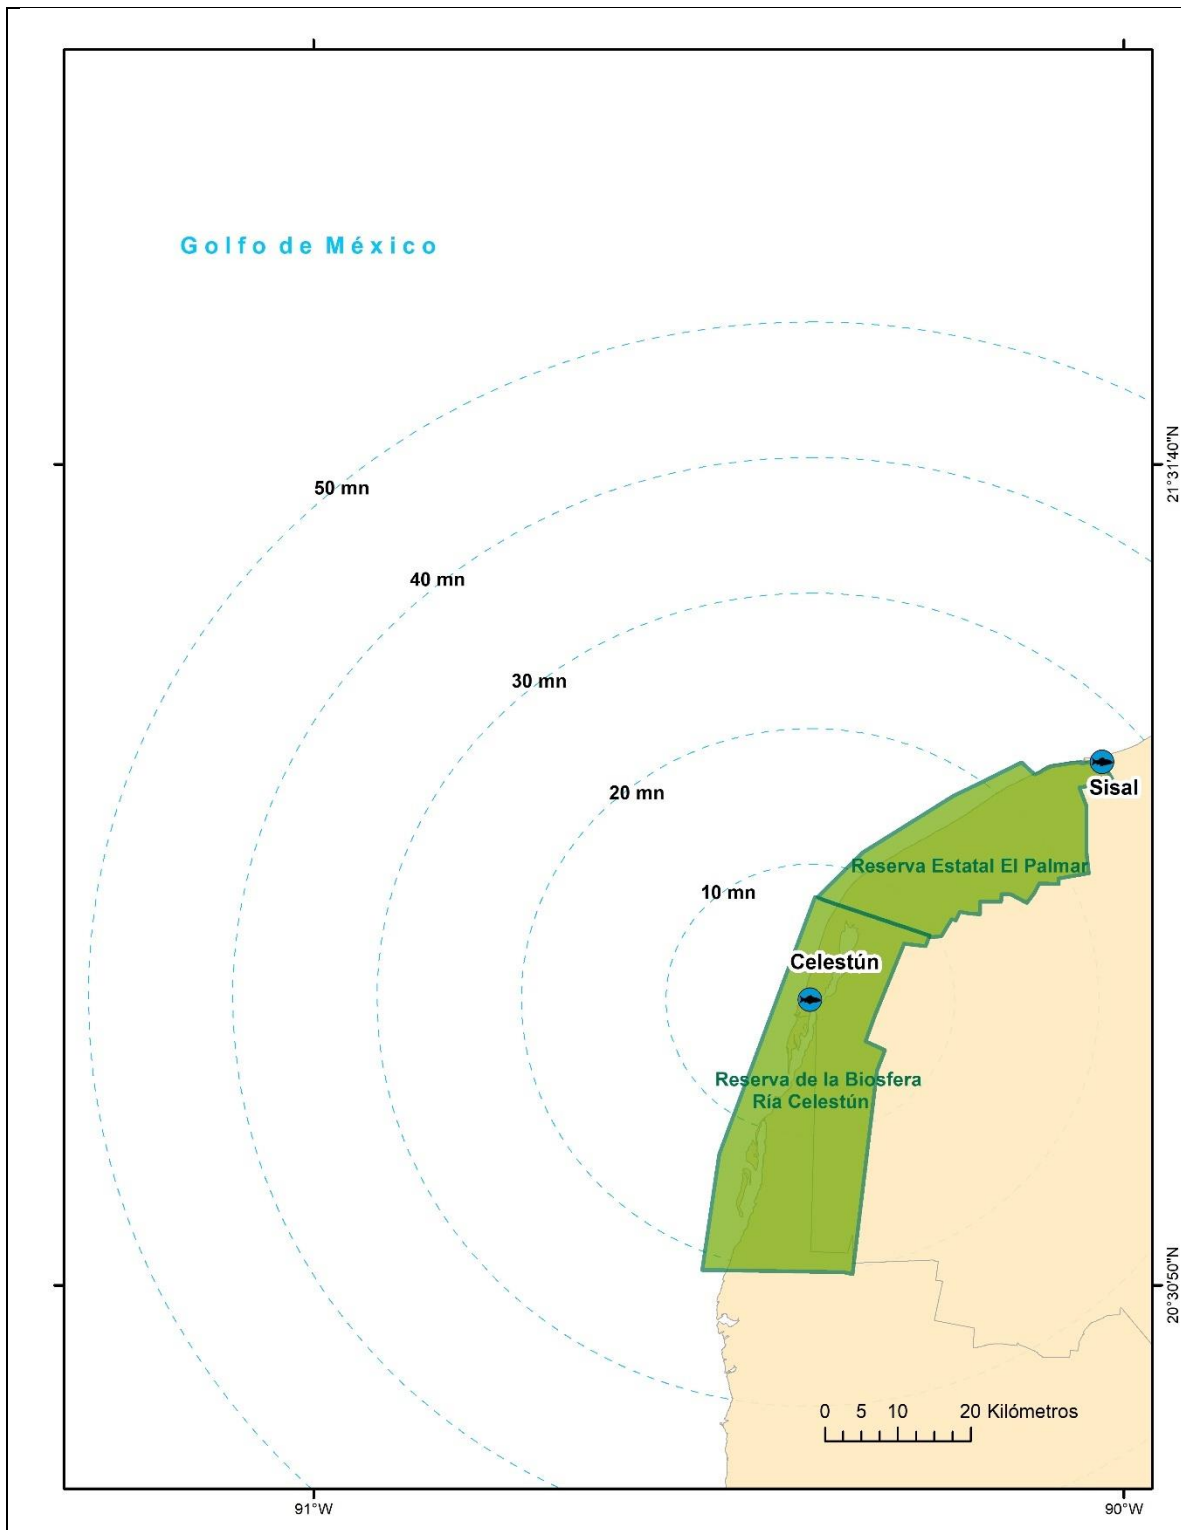 Golfo de México
21°31'40"N
50 mn
40 mn
30 mn
20 mn
Sisal
Reserva Estatal El Palmar
10 mn
Celestún
Reserva de la Biosfera
Ría Celestún
20°30'50"N
0 5 10 20 Kilómetros
91°W 90°W